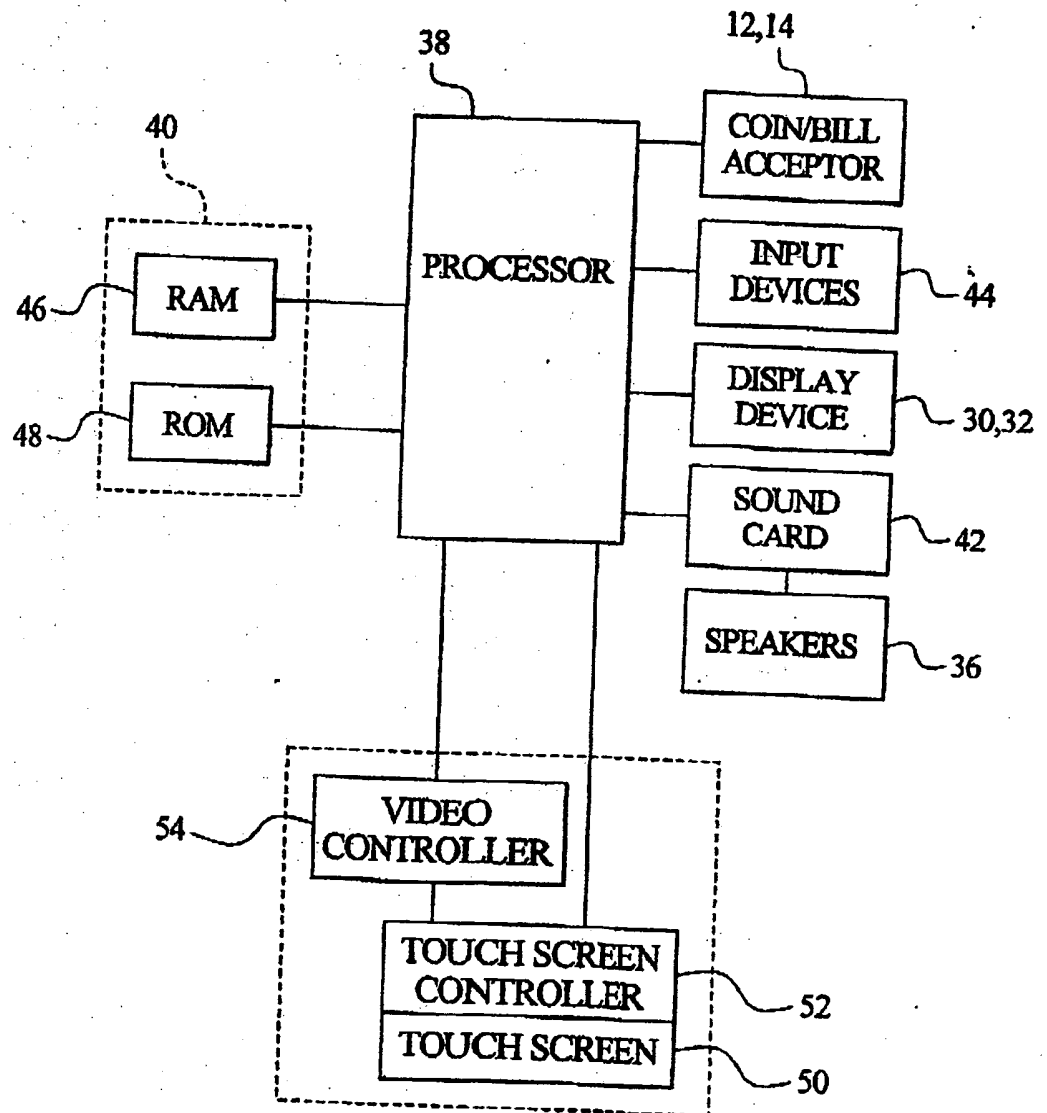 12,14
38
COIN/BILL
ACCEPTOR
40
PROCESSOR
INPUT
DEVICES
44
46
RAM
DISPLAY
DEVICE
30,32
48
ROM
SOUND
CARD
42
SPEAKERS
36
54
VIDEO
CONTROLLER
TOUCH SCREEN
CONTROLLER
52
TOUCH SCREEN
50